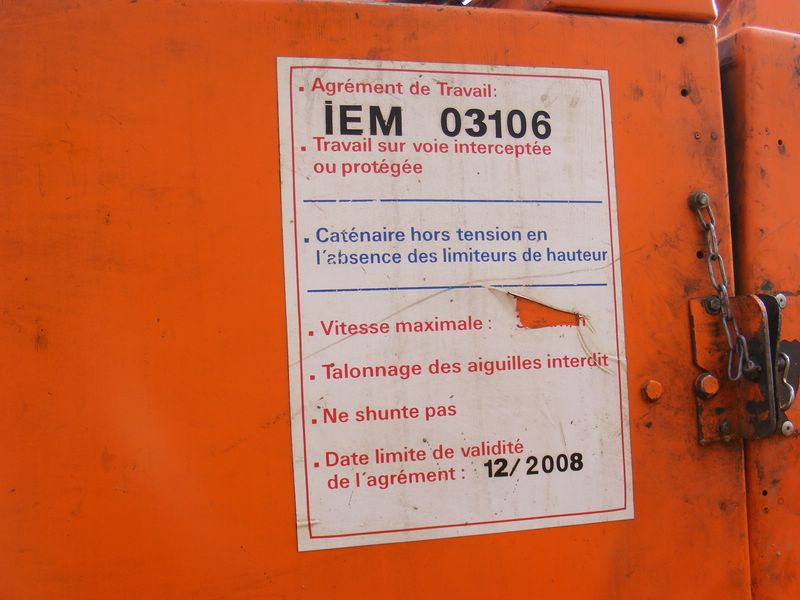 Agrément de Travail:
İEM 03106
Travail sur voie interceptée
ou protégée
Caténaire hors tension en
l'absence des limiteurs de hauteur
Vitesse maximale :
Talonnage des aiguilles interdit
Ne shunte pas
Date limite de validité
de l'agrément : 12/2008